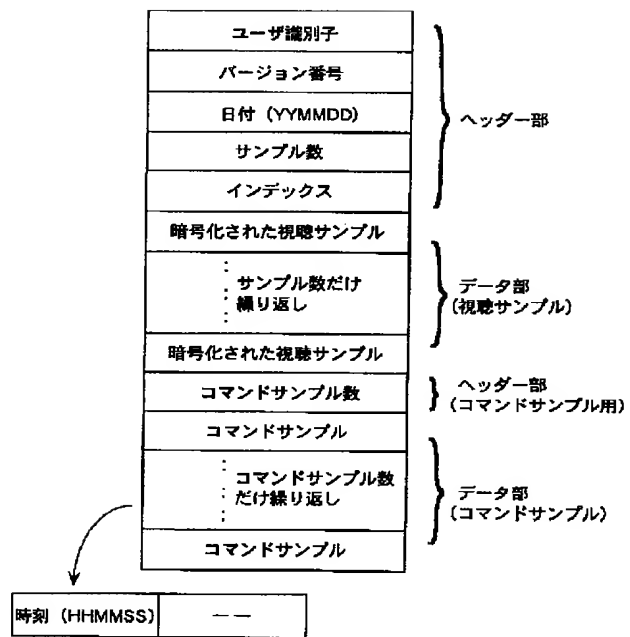 ユーザ識別子
バージョン番号
日付（YYMMDD）
サンプル数
インデックス
ヘッダー部
暗号化された視聴サンプル
サンプル数だけ
繰り返し
暗号化された視聴サンプル
データ部
（視聴サンプル）
コマンドサンプル数
ヘッダー部
（コマンドサンプル用）
コマンドサンプル
コマンドサンプル数
だけ繰り返し
コマンドサンプル
データ部
（コマンドサンプル）
時刻（HHMMSS）
——